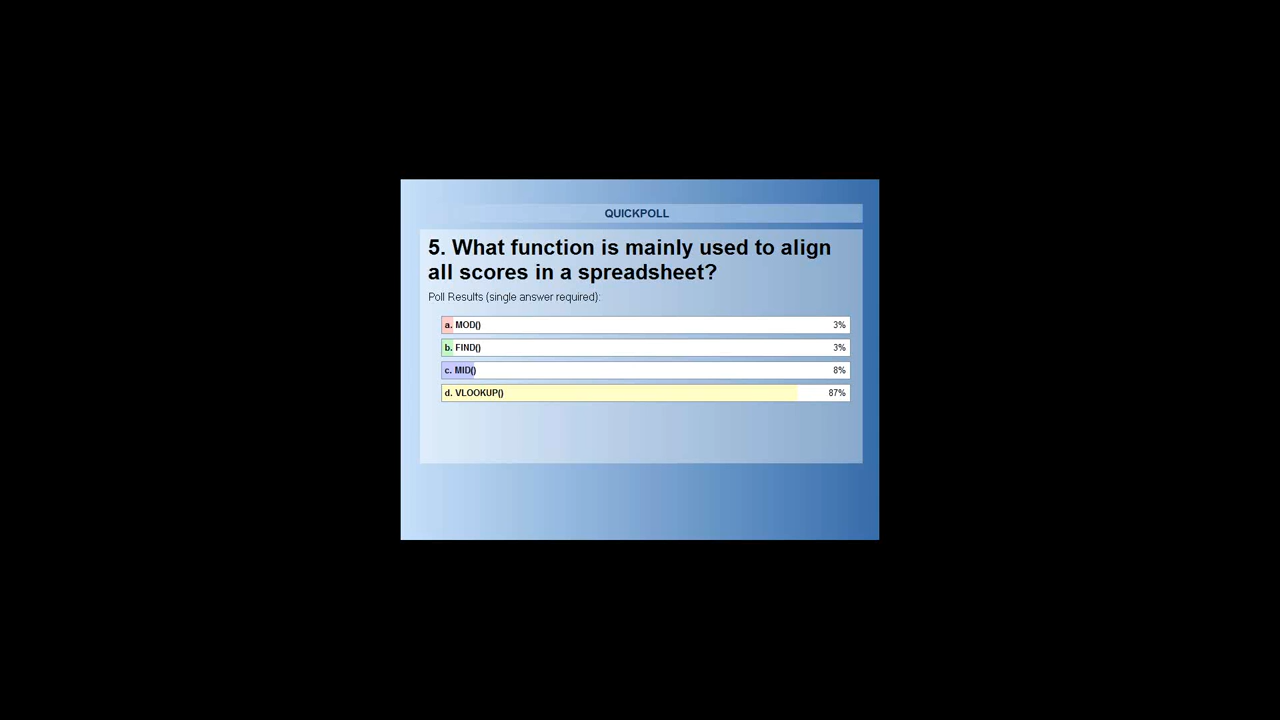 QUICKPOLL
5. What function is mainly used to align
all scores in a spreadsheet?
Poll Results (single answer required):
a. MOD() 3%
b. FIND() 3%
c. MID() 8%
d. VLOOKUP() 87%